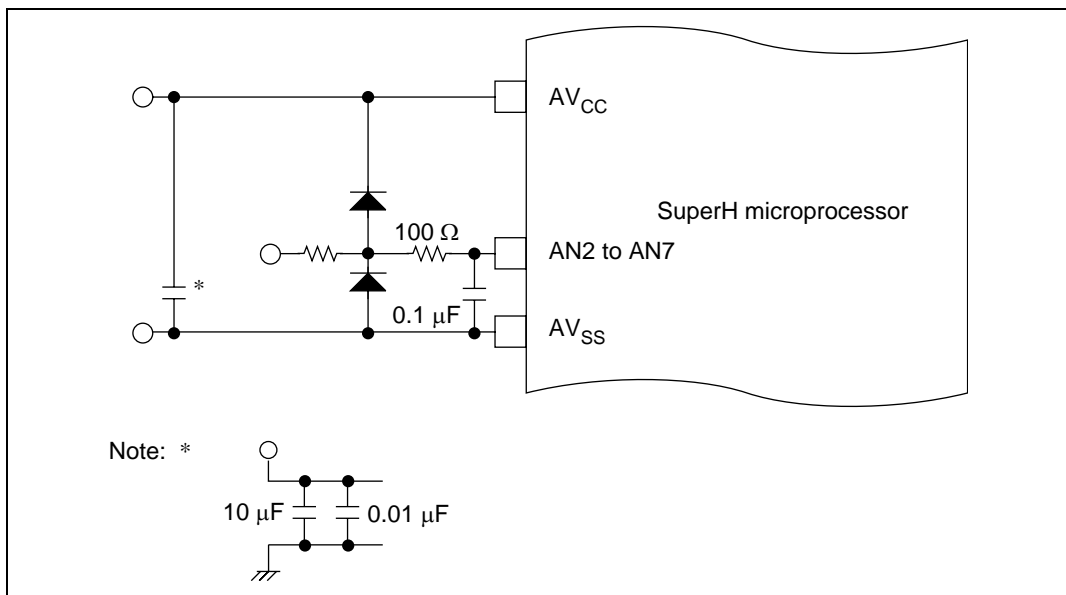 AVCC
SuperH microprocessor
100 Ω
AN2 to AN7
*
0.1 μF
AVSS
Note: *
10 μF
0.01 μF